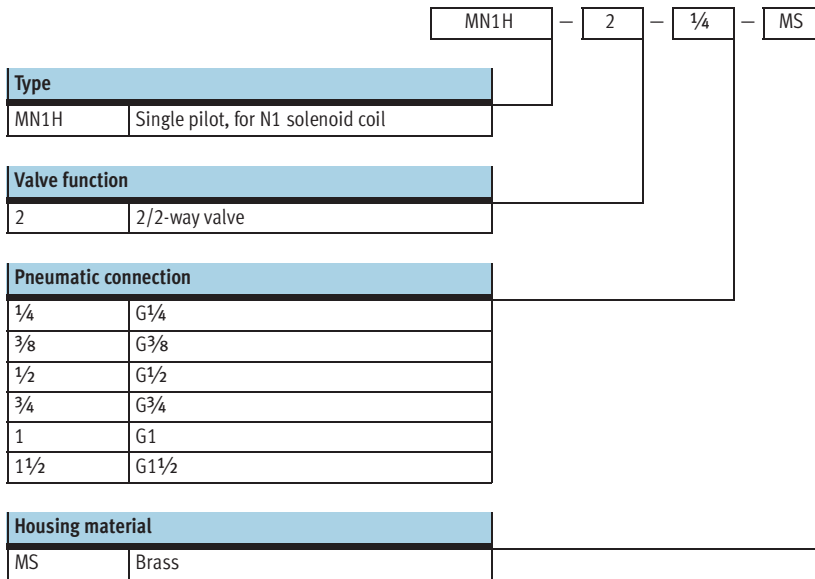 MN1H – 2 – ¼ – MS
Type
MN1H Single pilot, for N1 solenoid coil
Valve function
2 2/2-way valve
Pneumatic connection
¼ G¼
⅜ G⅜
½ G½
¾ G¾
1 G1
1½ G1½
Housing material
MS Brass